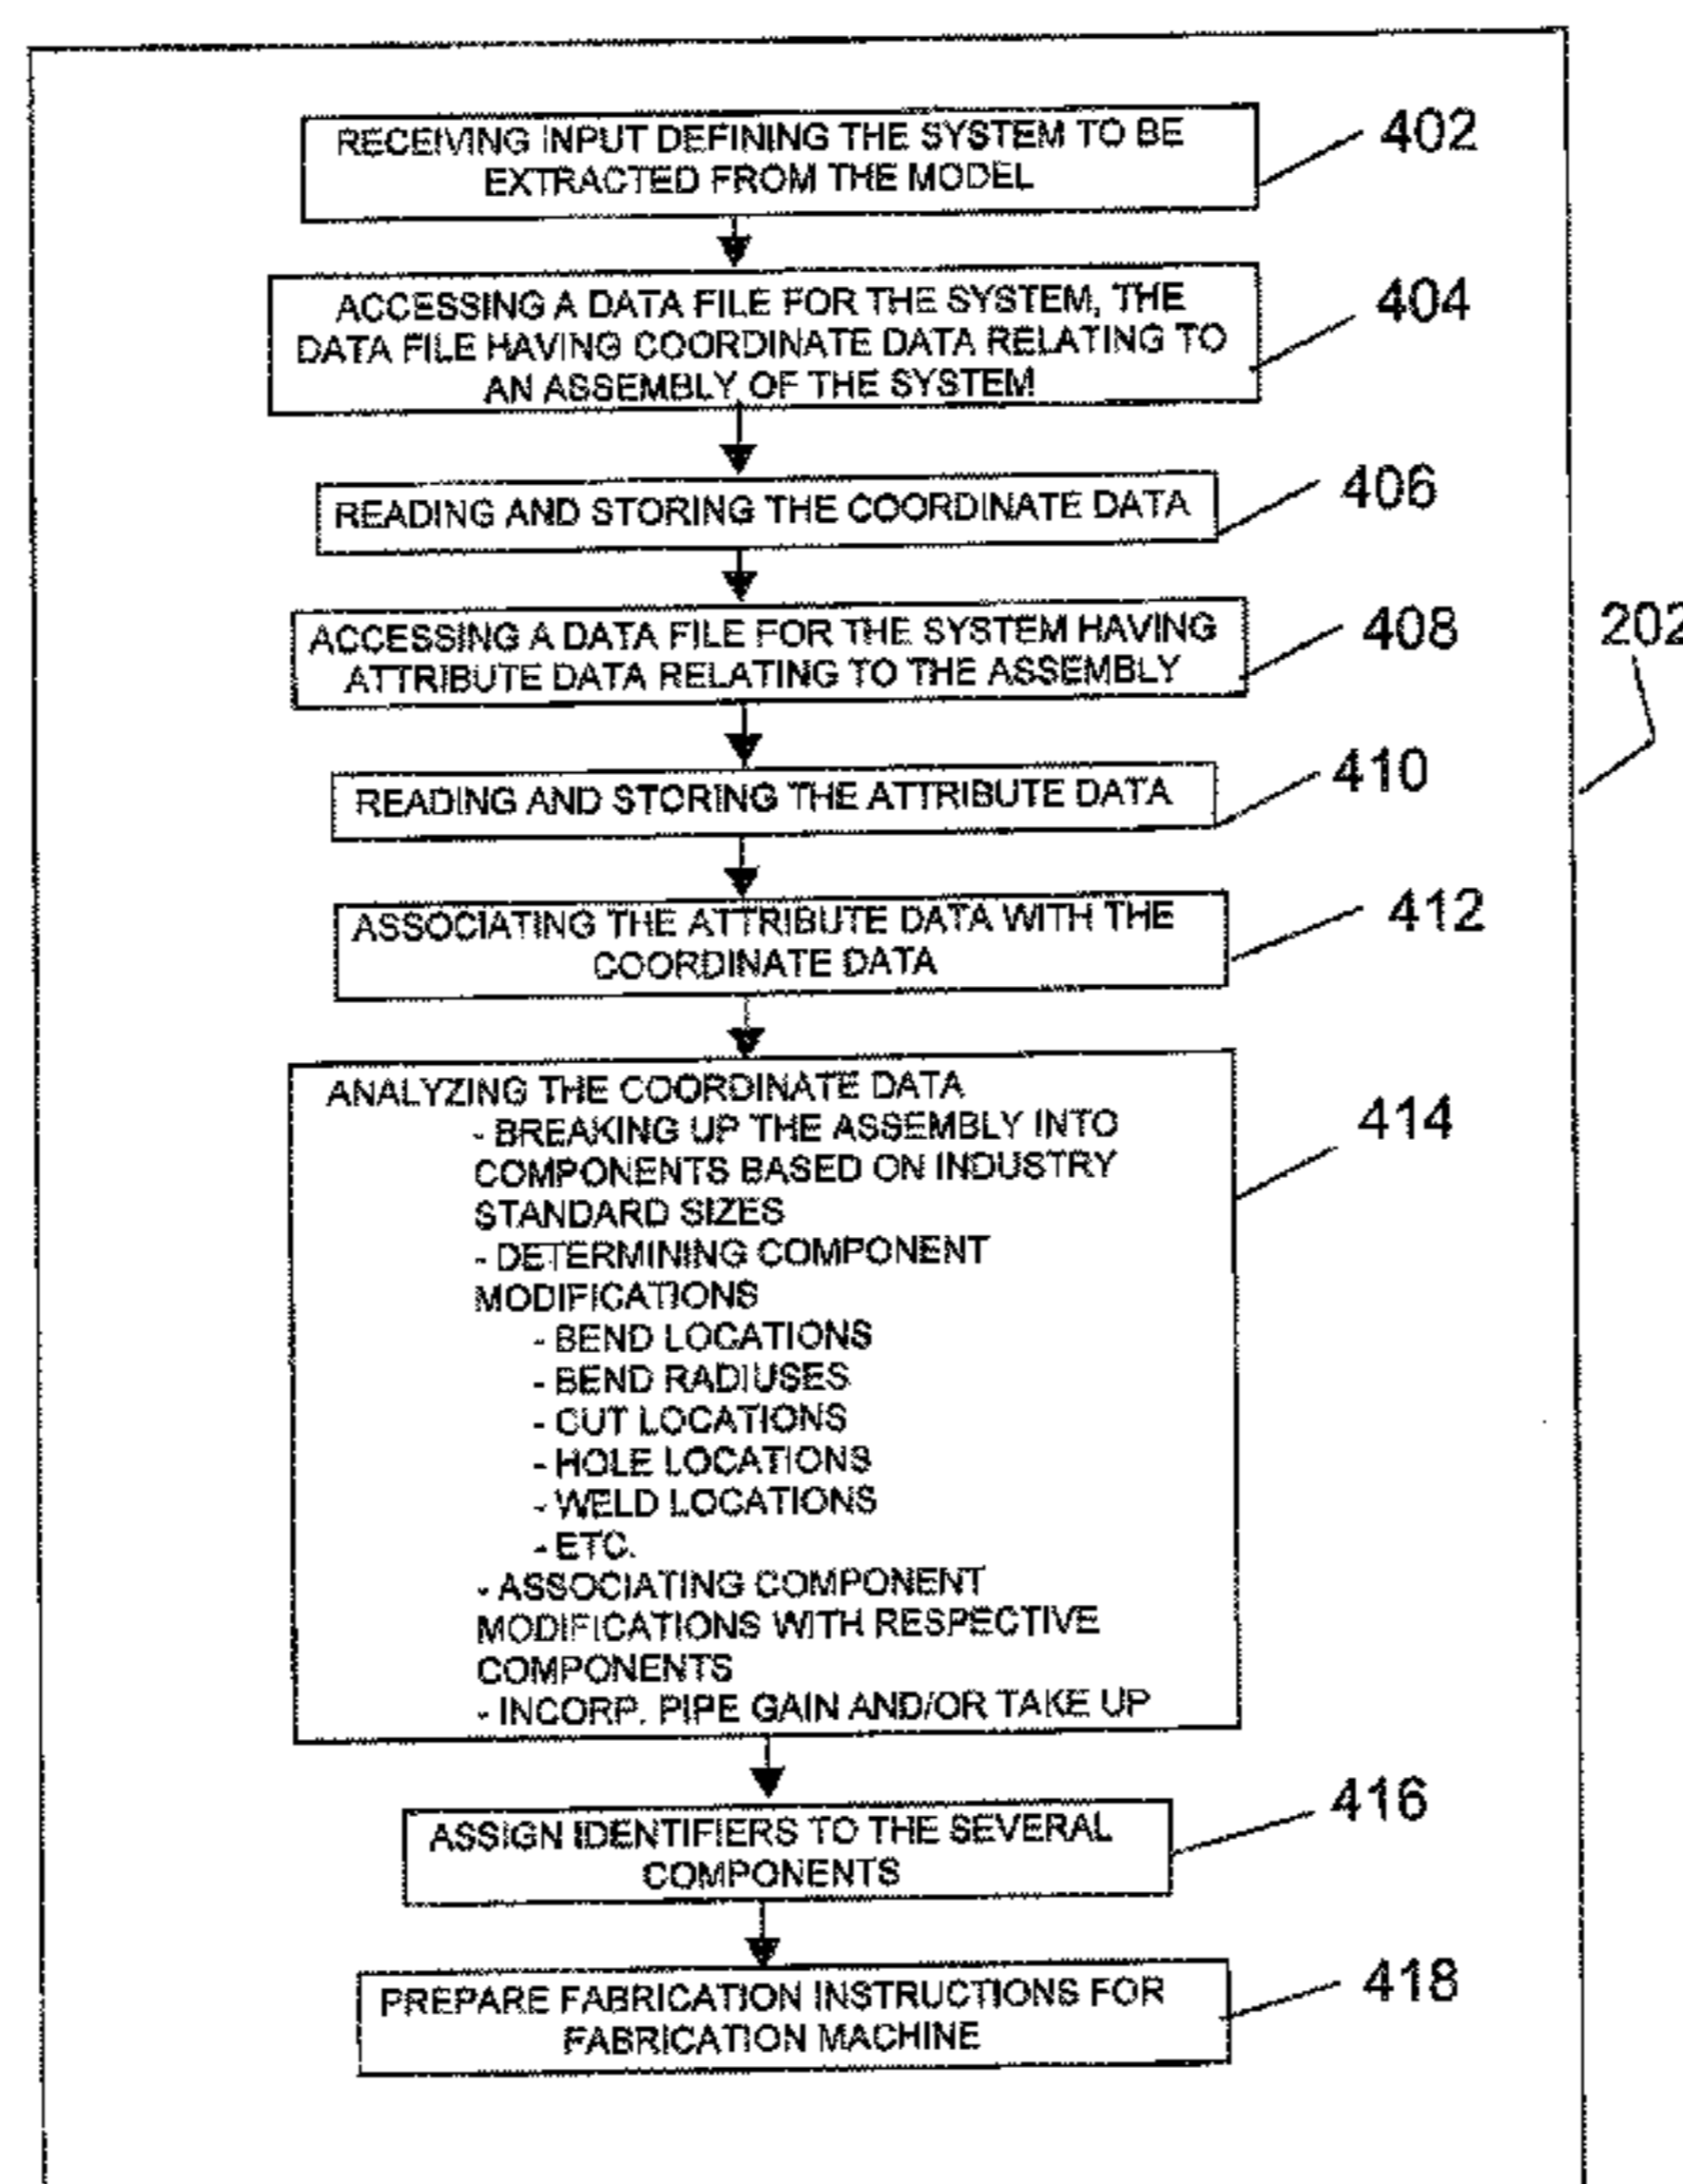 RECEIVING INPUT DEFINING THE SYSTEM TO BE
EXTRACTED FROM THE MODEL
402
ACCESSING A DATA FILE FOR THE SYSTEM, THE
DATA FILE HAVING COORDINATE DATA RELATING TO
AN ASSEMBLY OF THE SYSTEM
404
READING AND STORING THE COORDINATE DATA
406
ACCESSING A DATA FILE FOR THE SYSTEM HAVING
ATTRIBUTE DATA RELATING TO THE ASSEMBLY
408
202
READING AND STORING THE ATTRIBUTE DATA
410
ASSOCIATING THE ATTRIBUTE DATA WITH THE
COORDINATE DATA
412
ANALYZING THE COORDINATE DATA
- BREAKING UP THE ASSEMBLY INTO
COMPONENTS BASED ON INDUSTRY
STANDARD SIZES
- DETERMINING COMPONENT
MODIFICATIONS
- BEND LOCATIONS
- BEND RADIUSES
- CUT LOCATIONS
- HOLE LOCATIONS
- WELD LOCATIONS
- ETC.
- ASSOCIATING COMPONENT
MODIFICATIONS WITH RESPECTIVE
COMPONENTS
- INCORP. PIPE GAIN AND/OR TAKE UP
414
ASSIGN IDENTIFIERS TO THE SEVERAL
COMPONENTS
416
PREPARE FABRICATION INSTRUCTIONS FOR
FABRICATION MACHINE
418